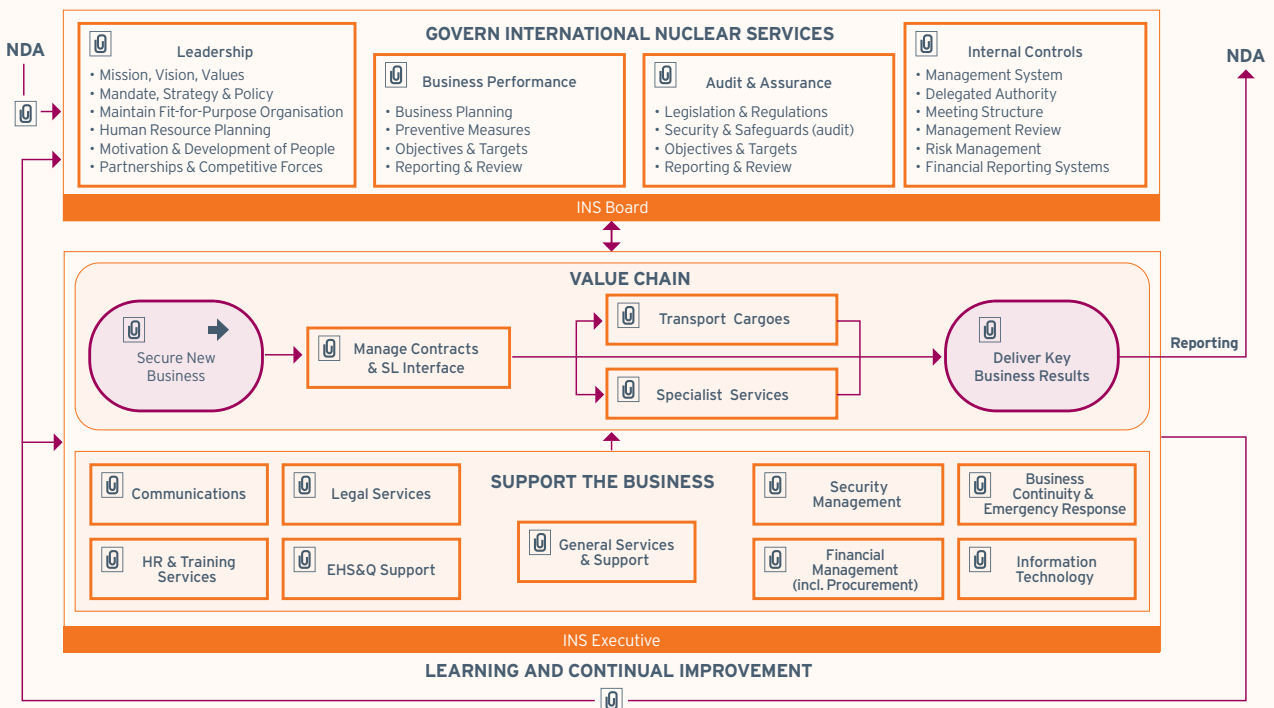 GOVERN INTERNATIONAL NUCLEAR SERVICES
NDA
Leadership
• Mission, Vision, Values
• Mandate, Strategy & Policy
• Maintain Fit-for-Purpose Organisation
• Human Resource Planning
• Motivation & Development of People
• Partnerships & Competitive Forces
Business Performance
• Business Planning
• Preventive Measures
• Objectives & Targets
• Reporting & Review
Audit & Assurance
• Legislation & Regulations
• Security & Safeguards (audit)
• Objectives & Targets
• Reporting & Review
Internal Controls
• Management System
• Delegated Authority
• Meeting Structure
• Management Review
• Risk Management
• Financial Reporting Systems
NDA
INS Board
VALUE CHAIN
Secure New
Business
Manage Contracts
& SL Interface
Transport Cargoes
Specialist Services
Deliver Key
Business Results
Reporting
SUPPORT THE BUSINESS
Communications
Legal Services
HR & Training
Services
EHS&Q Support
General Services
& Support
Security
Management
Business
Continuity &
Emergency Response
Financial
Management
(incl. Procurement)
Information
Technology
INS Executive
LEARNING AND CONTINUAL IMPROVEMENT